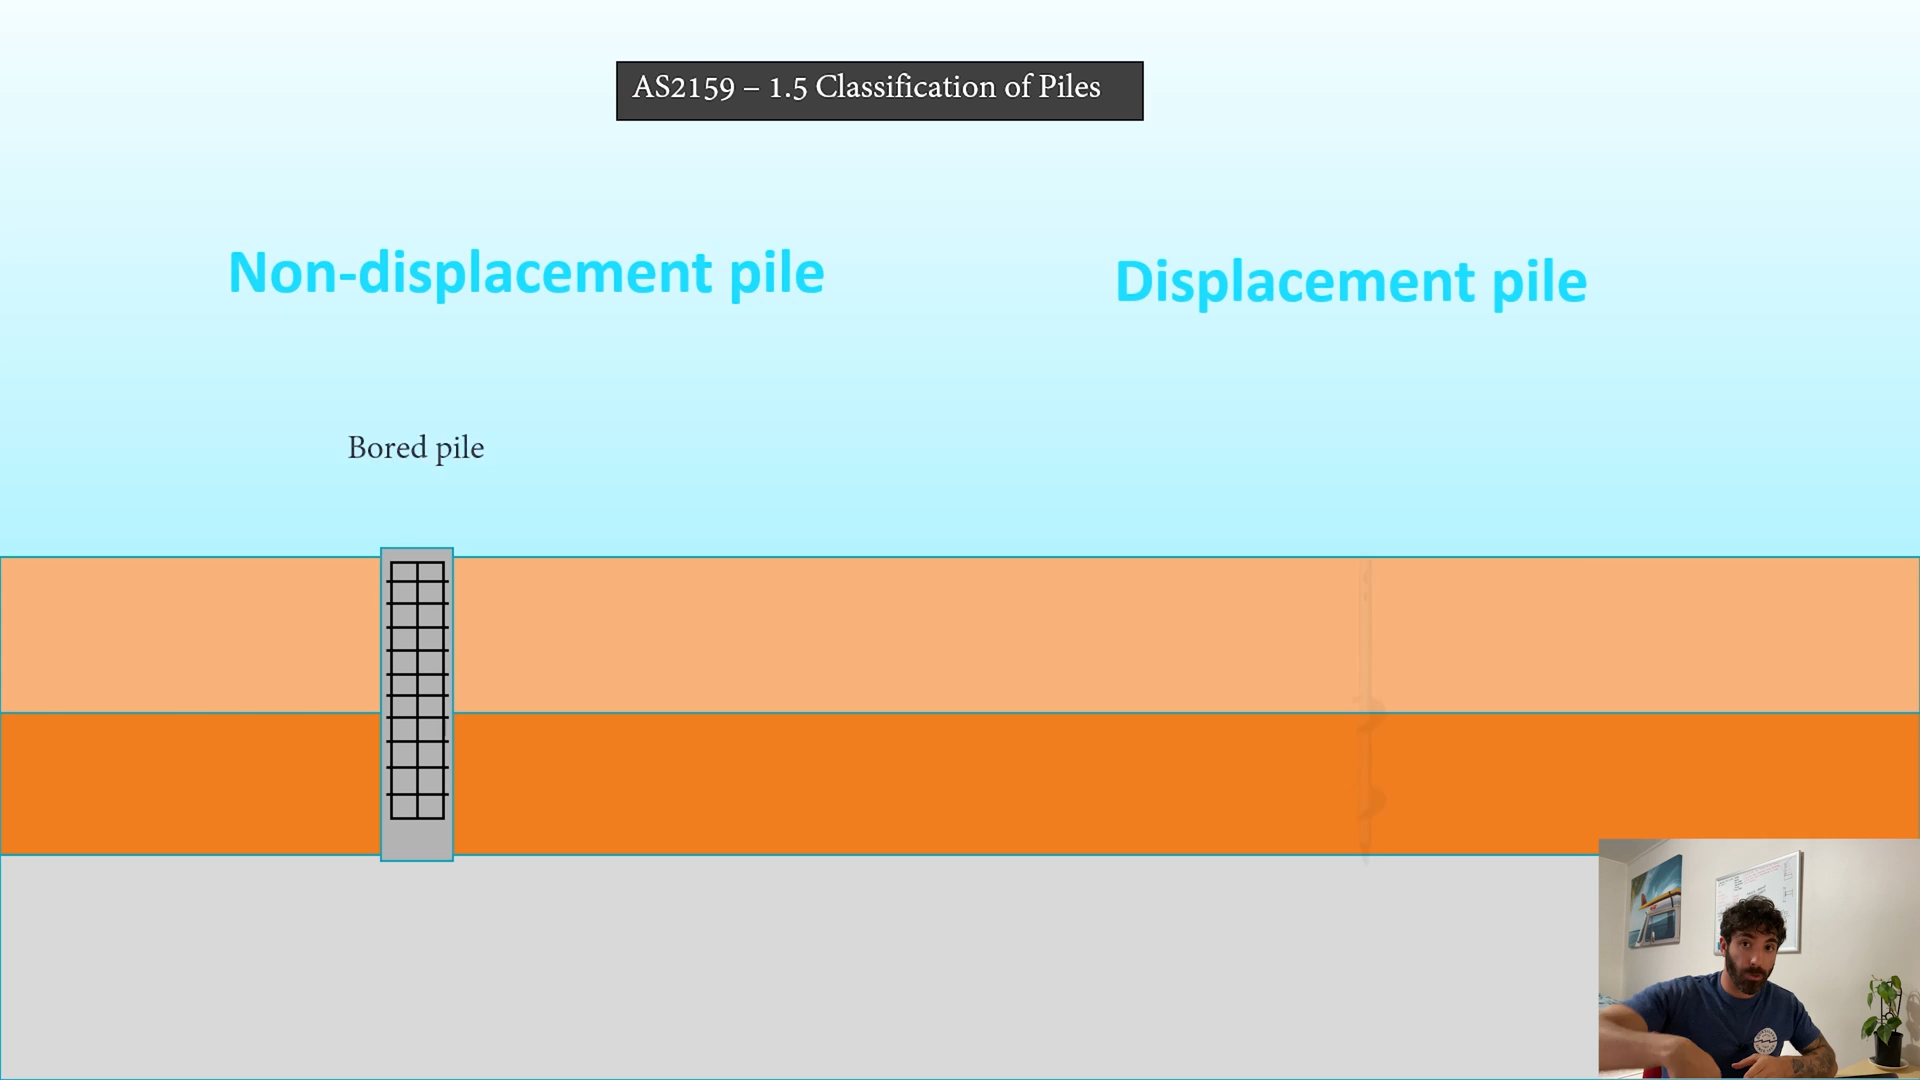 AS2159 – 1.5 Classification of Piles
Non-displacement pile
Displacement pile
Bored pile